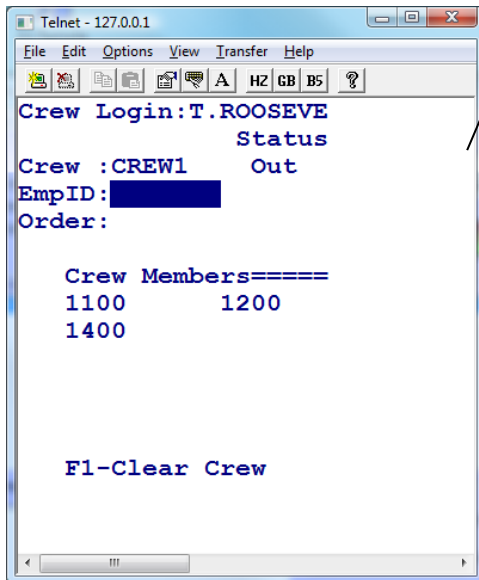 Telnet - 127.0.0.1
File Edit Options View Transfer Help
A HZ GB B5 ?
Crew Login:T.ROOSEVE
Status
Crew :CREW1 Out
EmpID:
Order:
Crew Members=====
1100 1200
1400
F1-Clear Crew